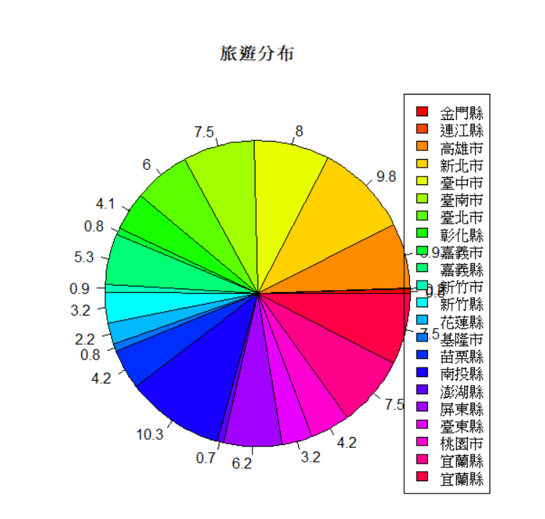 旅遊分布
8
7.5
9.8
6
4.1
0.8
5.3
0.9
3.2
2.2
0.8
4.2
10.3
0.7
6.2
3.2
4.2
7.5
7.5
金門縣
連江縣
高雄市
新北市
臺中市
臺南市
臺北市
彰化縣
嘉義市
嘉義縣
新竹市
新竹縣
花蓮縣
基隆市
苗栗縣
南投縣
澎湖縣
屏東縣
臺東縣
桃園市
宜蘭縣
宜蘭縣